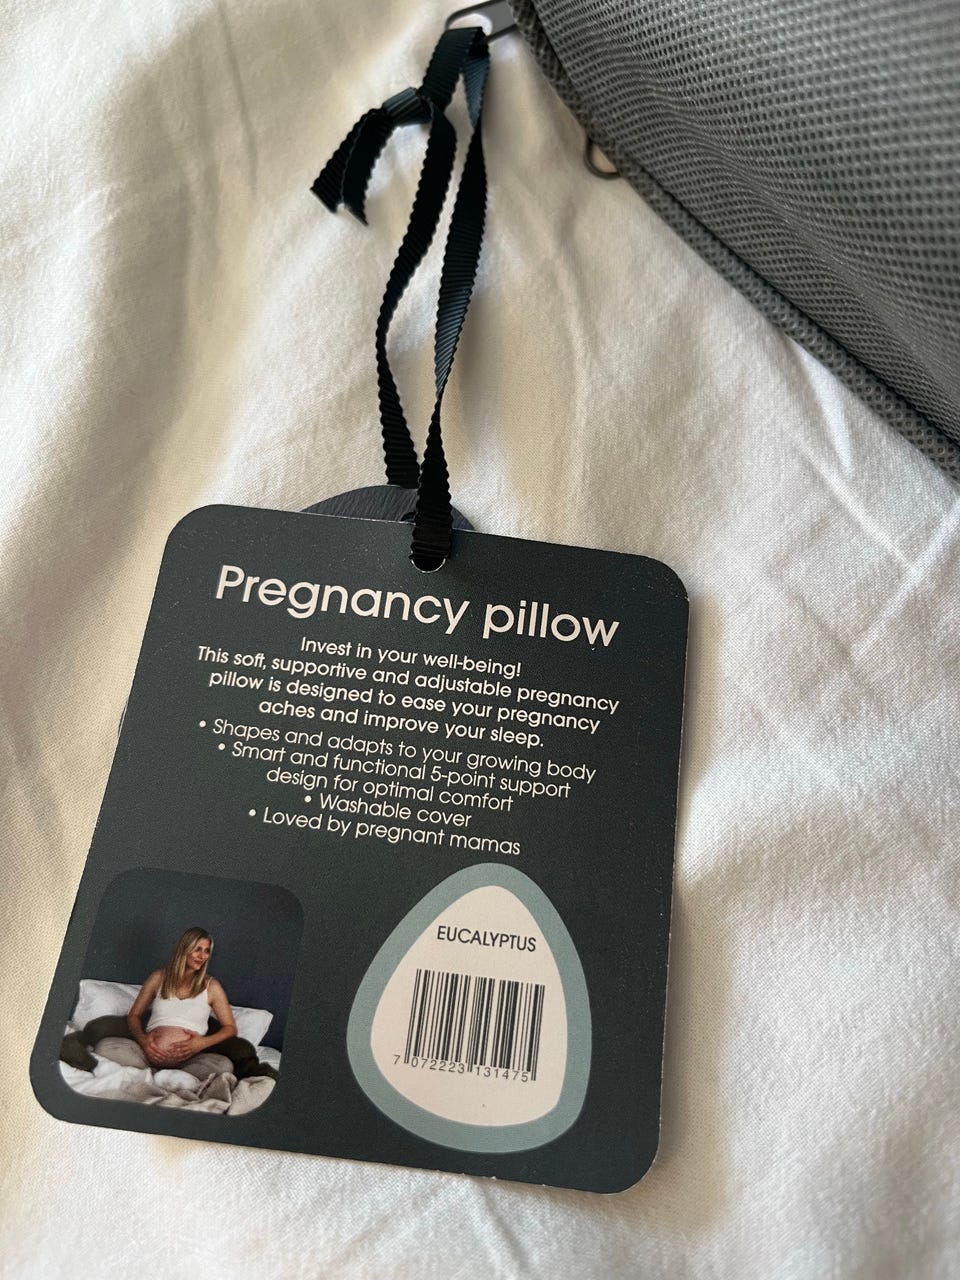 Pregnancy pillow
Invest in your well-being!
This soft, supportive and adjustable pregnancy
pillow is designed to ease your pregnancy
aches and improve your sleep.
• Shapes and adapts to your growing body
• Smart and functional 5-point support
design for optimal comfort
• Washable cover
• Loved by pregnant mamas
EUCALYPTUS
7 072223 131475